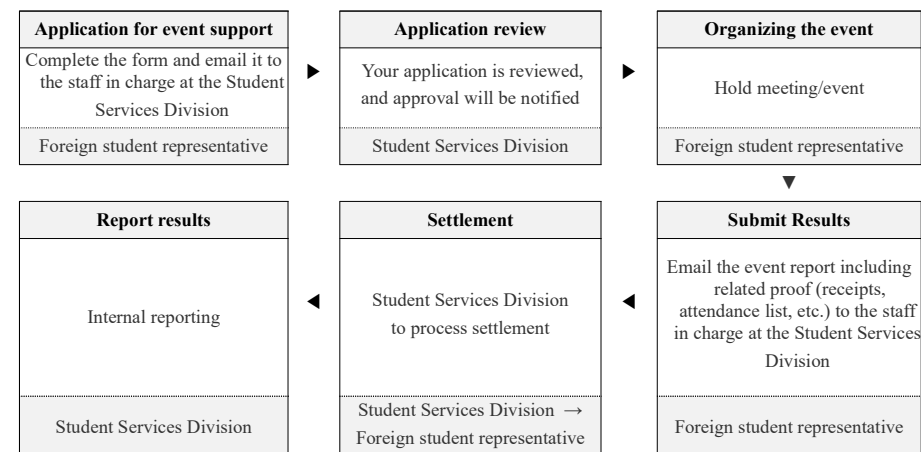 Application for event support
Complete the form and email it to
the staff in charge at the Student
Services Division
Foreign student representative
▶
Application review
Your application is reviewed,
and approval will be notified
Student Services Division
▶
Organizing the event
Hold meeting/event
Foreign student representative
▼
Submit Results
Email the event report including
related proof (receipts,
attendance list, etc.) to the staff
in charge at the Student Services
Division
Foreign student representative
◀
Settlement
Student Services Division
to process settlement
Student Services Division →
Foreign student representative
◀
Report results
Internal reporting
Student Services Division